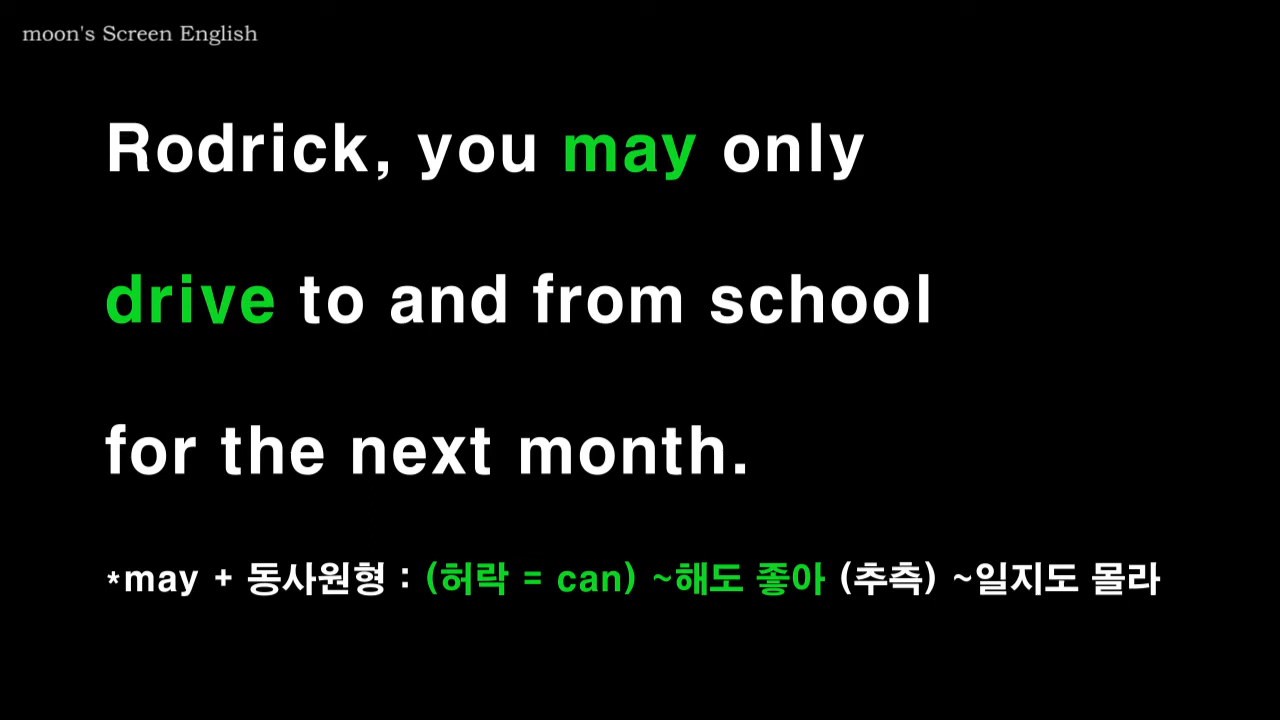 moon's Screen English
Rodrick, you may only
drive to and from school
for the next month.
*may + 동사원형 : (허락 = can) ~해도 좋아 (추측) ~일지도 몰라